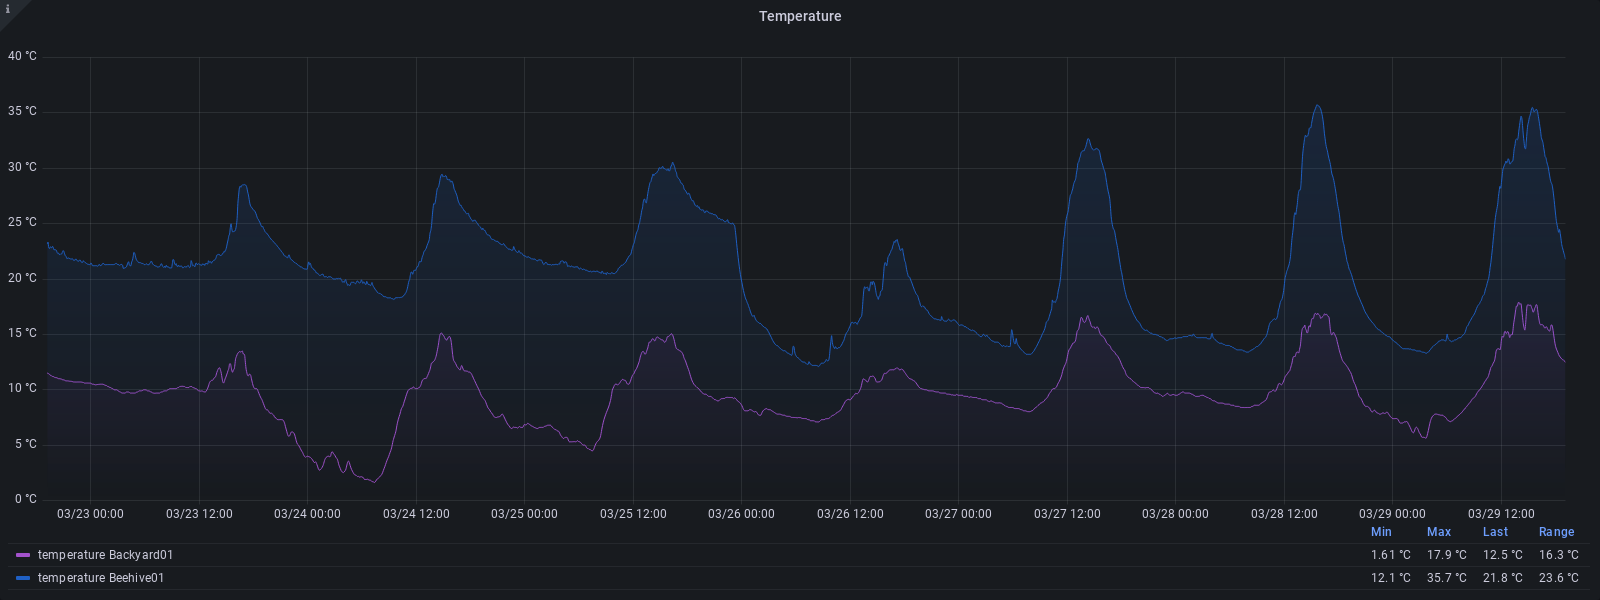 i
Temperature
40 °C
35 °C
30 °C
25 °C
20 °C
15 °C
10 °C
5 °C
0 °C
03/23 00:00 03/23 12:00 03/24 00:00 03/24 12:00 03/25 00:00 03/25 12:00 03/26 00:00 03/26 12:00 03/27 00:00 03/27 12:00 03/28 00:00 03/28 12:00 03/29 00:00 03/29 12:00
Min Max Last Range
temperature Backyard01 1.61 °C 17.9 °C 12.5 °C 16.3 °C
temperature Beehive01 12.1 °C 35.7 °C 21.8 °C 23.6 °C